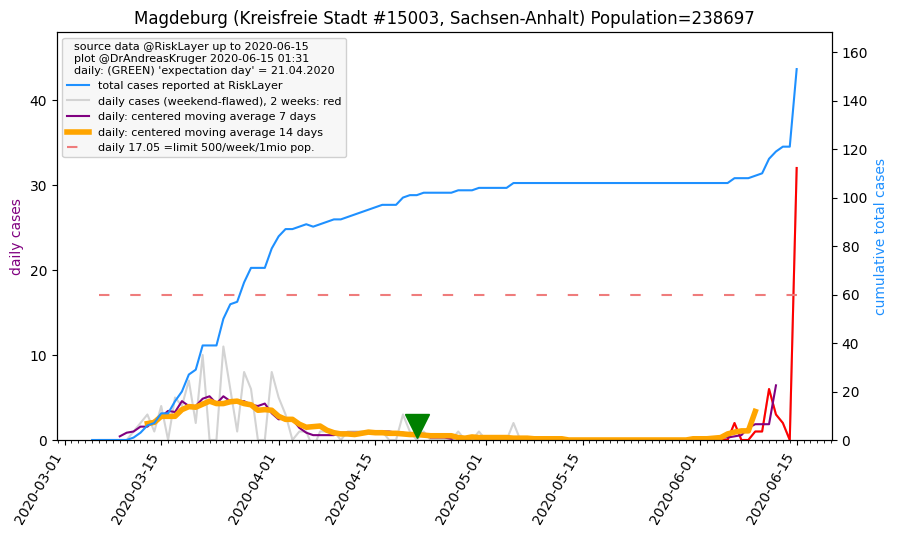 Magdeburg (Kreisfreie Stadt #15003, Sachsen-Anhalt) Population=238697
source data @RiskLayer up to 2020-06-15
plot @DrAndreasKruger 2020-06-15 01:31
daily: (GREEN) 'expectation day' = 21.04.2020
total cases reported at RiskLayer
daily cases (weekend-flawed), 2 weeks: red
daily: centered moving average 7 days
daily: centered moving average 14 days
daily 17.05 =limit 500/week/1mio pop.
daily cases
40
30
20
10
0
cumulative total cases
160
140
120
100
80
60
40
20
0
2020-03-01
2020-03-15
2020-04-01
2020-04-15
2020-05-01
2020-05-15
2020-06-01
2020-06-15